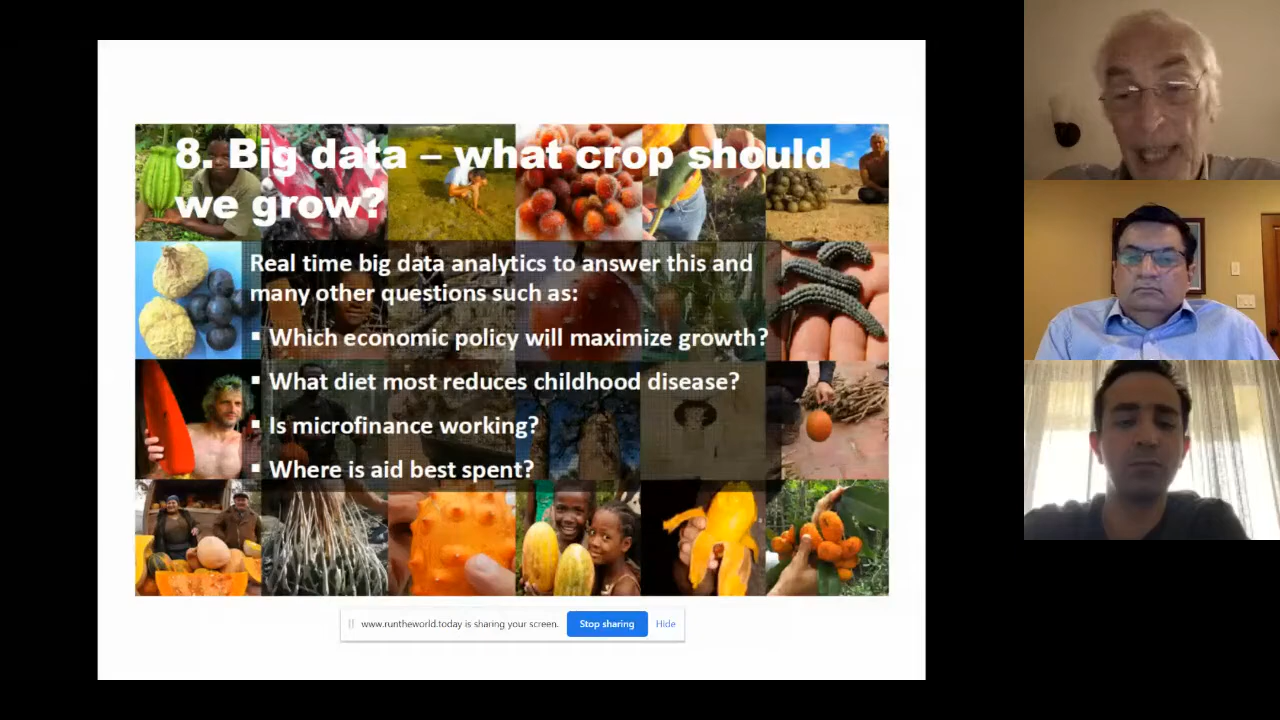 8. Big data – what crop should
we grow?
Real time big data analytics to answer this and
many other questions such as:
▪ Which economic policy will maximize growth?
▪ What diet most reduces childhood disease?
▪ Is microfinance working?
▪ Where is aid best spent?
www.runtheworld.today is sharing your screen. Stop sharing Hide